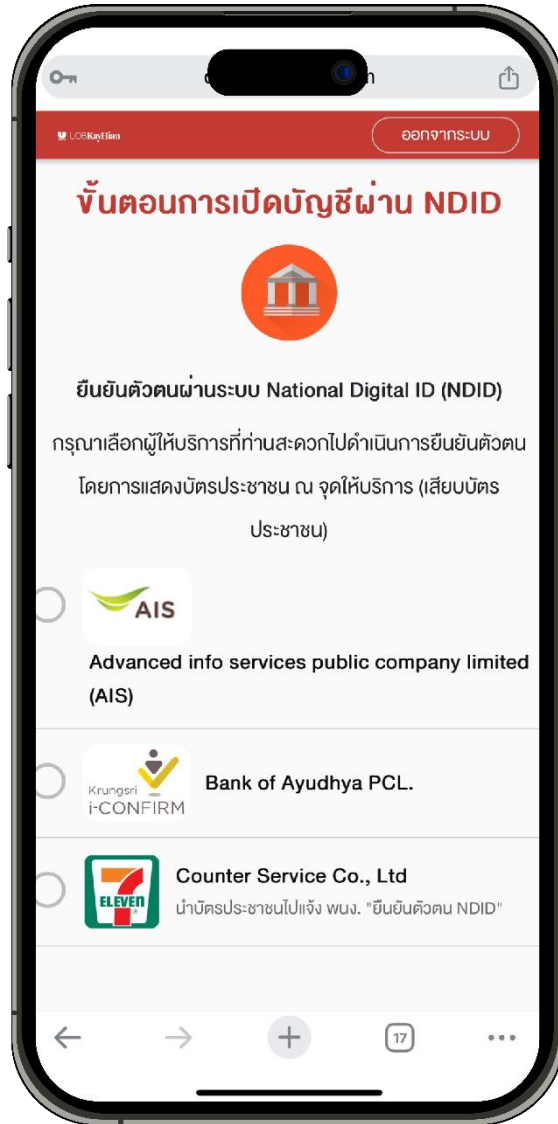 UOBKayHian
ออกจากระบบ
ขั้นตอนการเปิดบัญชีผ่าน NDID
ยืนยันตัวตนผ่านระบบ National Digital ID (NDID)
กรุณาเลือกผู้ให้บริการที่ท่านสะดวกไปดำเนินการยืนยันตัวตน
โดยการแสดงบัตรประชาชน ณ จุดให้บริการ (เสียบบัตร
ประชาชน)
AIS
Advanced info services public company limited
(AIS)
Krungsri
i-CONFIRM
Bank of Ayudhya PCL.
7
ELEVEN
Counter Service Co., Ltd
นำบัตรประชาชนไปแจ้ง พนง. "ยืนยันตัวตน NDID"
17